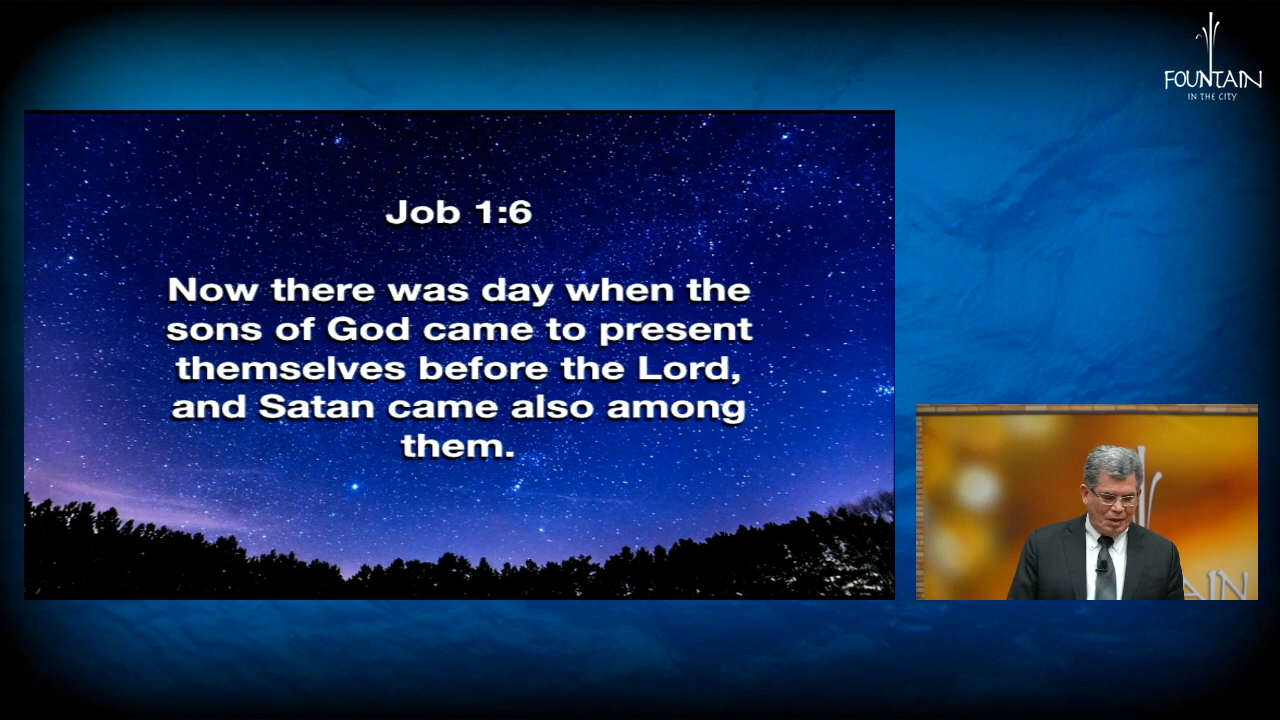 FOUNTAIN
IN THE CITY
Job 1:6
Now there was day when the
sons of God came to present
themselves before the Lord,
and Satan came also among
them.
AIN